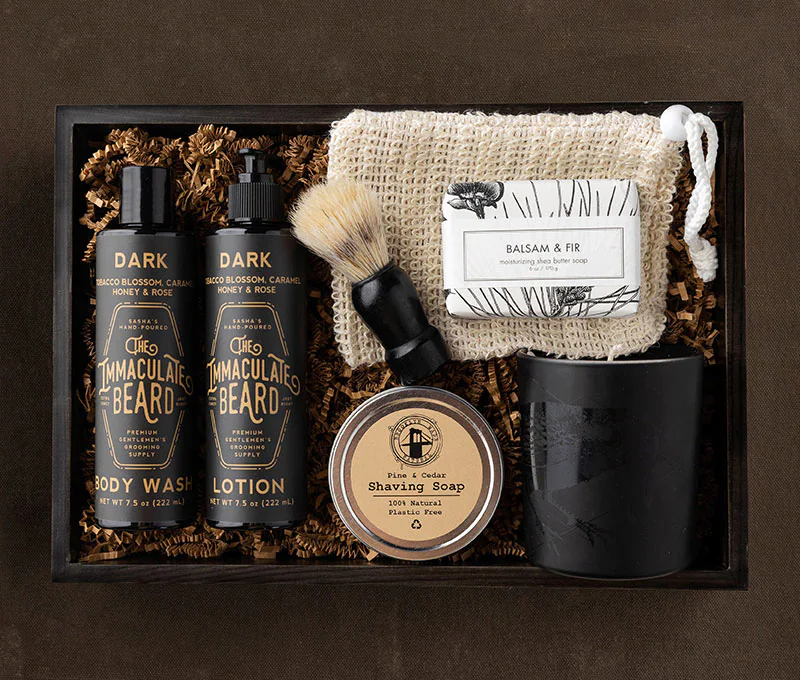 DARK
TOBACCO BLOSSOM, CARAMEL
HONEY & ROSE
SASHA'S
HAND-POURED
THE
IMMACULATE
BEARD
PREMIUM
GENTLEMEN'S
GROOMING
SUPPLY
BODY WASH
NET WT 7.5 oz (222 mL)
DARK
TOBACCO BLOSSOM, CARAMEL
HONEY & ROSE
SASHA'S
HAND-POURED
THE
IMMACULATE
BEARD
PREMIUM
GENTLEMEN'S
GROOMING
SUPPLY
LOTION
NET WT 7.5 oz (222 mL)
BALSAM & FIR
moisturizing shea butter soap
6 oz / 170 g
Pine & Cedar
Shaving Soap
100% Natural
Plastic Free